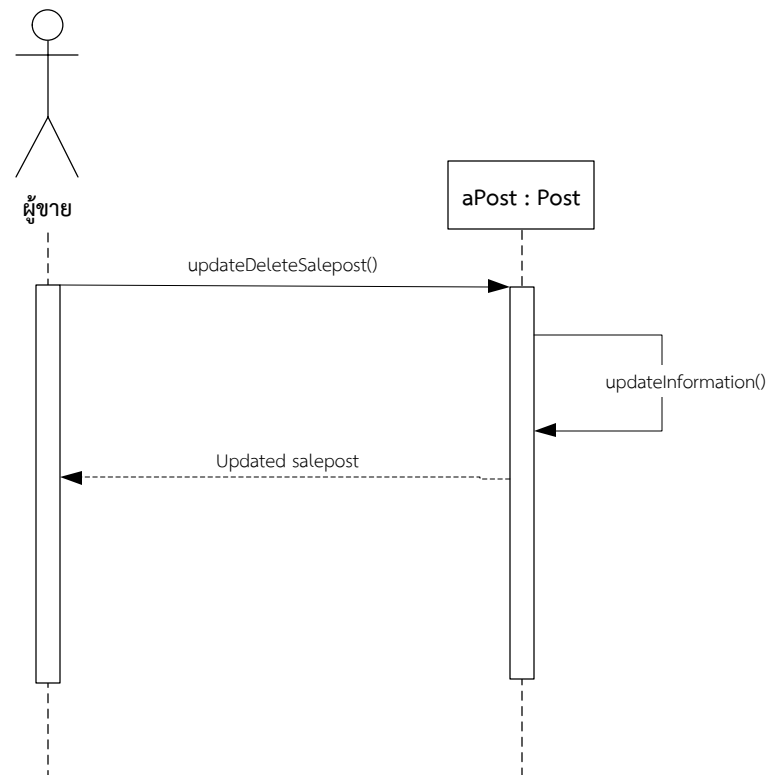 ผู้ขาย
aPost : Post
updateDeleteSalepost()
updateInformation()
Updated salepost